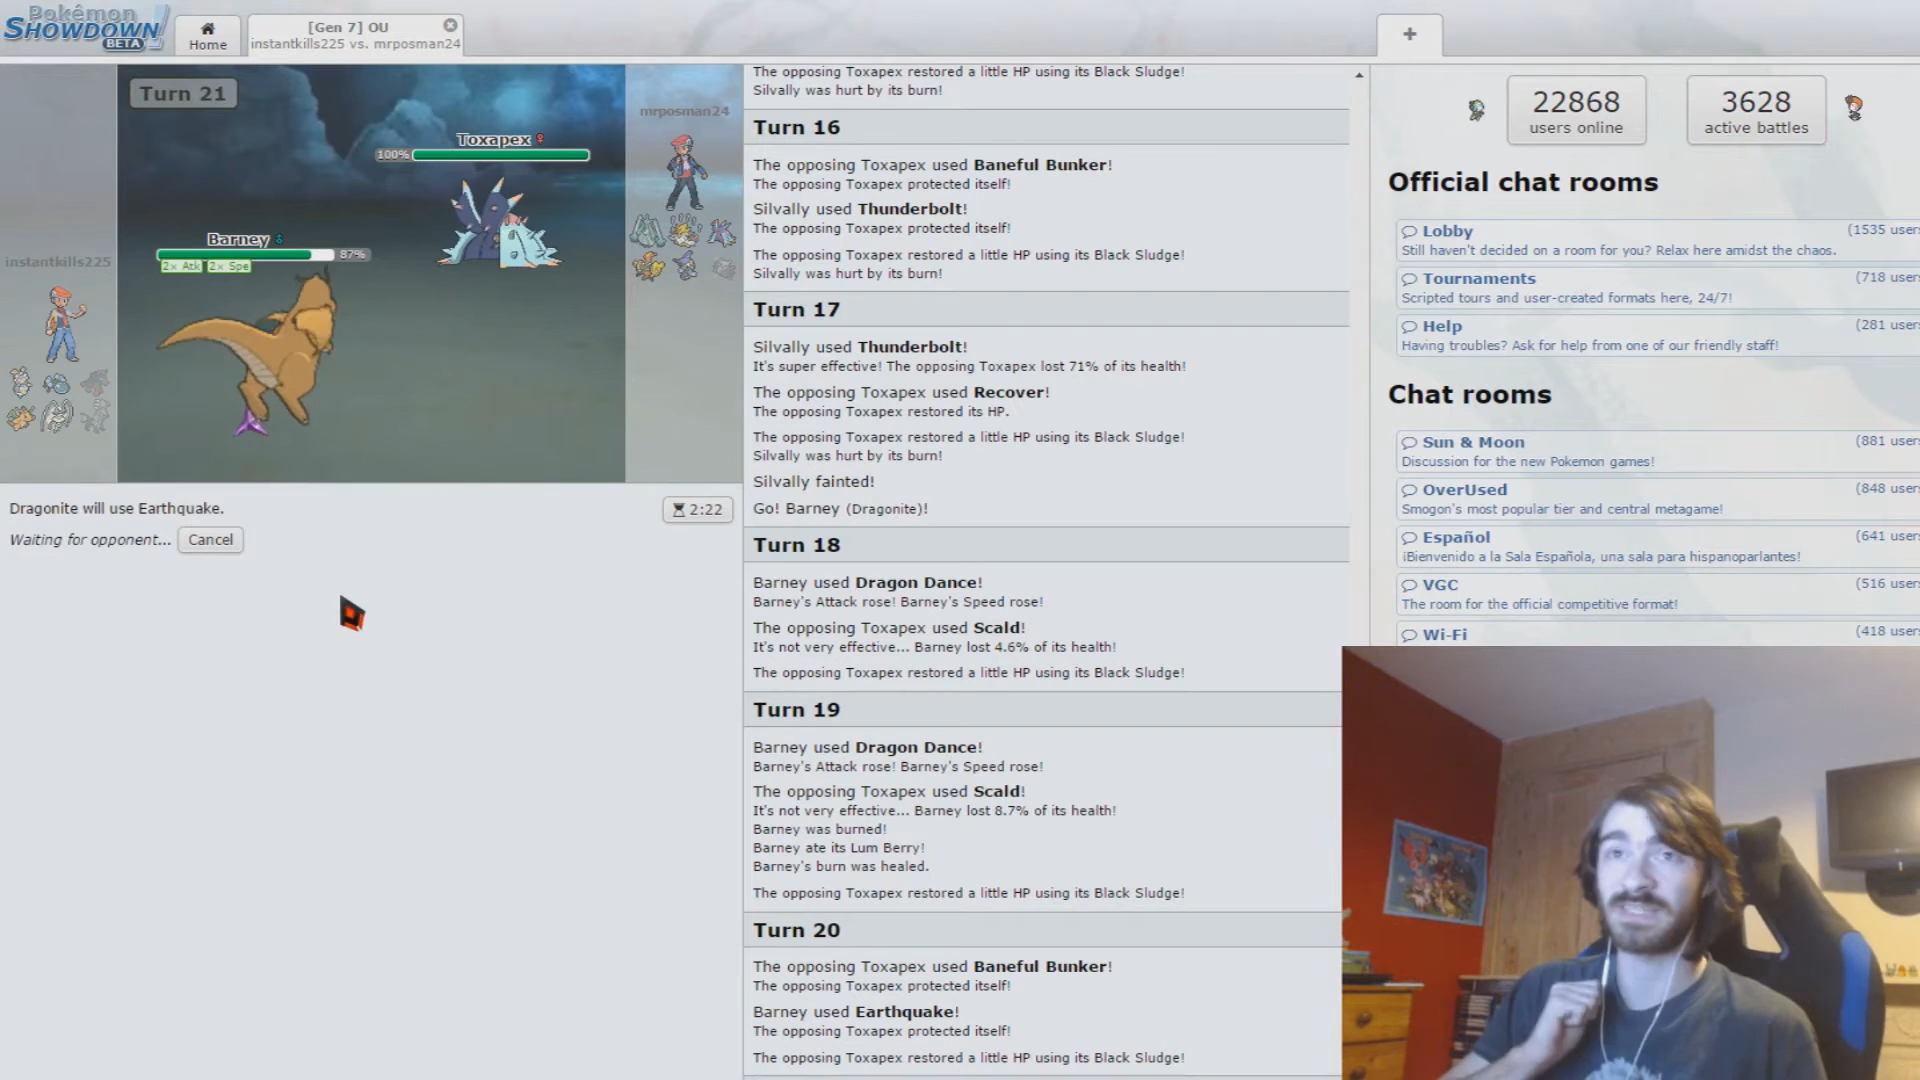 Pokémon
SHOWDOWN!
BETA
Home
[Gen 7] OU
instantkills225 vs. mrposman24
+
Turn 21
Toxapex
100%
Barney
87%
2× Atk 2× Spe
instantkills225
mrposman24
Dragonite will use Earthquake.
2:22
Waiting for opponent...
Cancel
The opposing Toxapex restored a little HP using its Black Sludge!
Silvally was hurt by its burn!
Turn 16
The opposing Toxapex used Baneful Bunker!
The opposing Toxapex protected itself!
Silvally used Thunderbolt!
The opposing Toxapex protected itself!
The opposing Toxapex restored a little HP using its Black Sludge!
Silvally was hurt by its burn!
Turn 17
Silvally used Thunderbolt!
It's super effective! The opposing Toxapex lost 71% of its health!
The opposing Toxapex used Recover!
The opposing Toxapex restored its HP.
The opposing Toxapex restored a little HP using its Black Sludge!
Silvally was hurt by its burn!
Silvally fainted!
Go! Barney (Dragonite)!
Turn 18
Barney used Dragon Dance!
Barney's Attack rose! Barney's Speed rose!
The opposing Toxapex used Scald!
It's not very effective... Barney lost 4.6% of its health!
The opposing Toxapex restored a little HP using its Black Sludge!
Turn 19
Barney used Dragon Dance!
Barney's Attack rose! Barney's Speed rose!
The opposing Toxapex used Scald!
It's not very effective... Barney lost 8.7% of its health!
Barney was burned!
Barney ate its Lum Berry!
Barney's burn was healed.
The opposing Toxapex restored a little HP using its Black Sludge!
Turn 20
The opposing Toxapex used Baneful Bunker!
The opposing Toxapex protected itself!
Barney used Earthquake!
The opposing Toxapex protected itself!
The opposing Toxapex restored a little HP using its Black Sludge!
22868
users online
3628
active battles
Official chat rooms
Lobby
(1535 users
Still haven't decided on a room for you? Relax here amidst the chaos.
Tournaments
(718 users
Scripted tours and user-created formats here, 24/7!
Help
(281 users
Having troubles? Ask for help from one of our friendly staff!
Chat rooms
Sun & Moon
(881 users
Discussion for the new Pokemon games!
OverUsed
(848 users
Smogon's most popular tier and central metagame!
Español
(641 users
¡Bienvenido a la Sala Española, una sala para hispanoparlantes!
VGC
(516 users
The room for the official competitive format!
Wi-Fi
(418 users